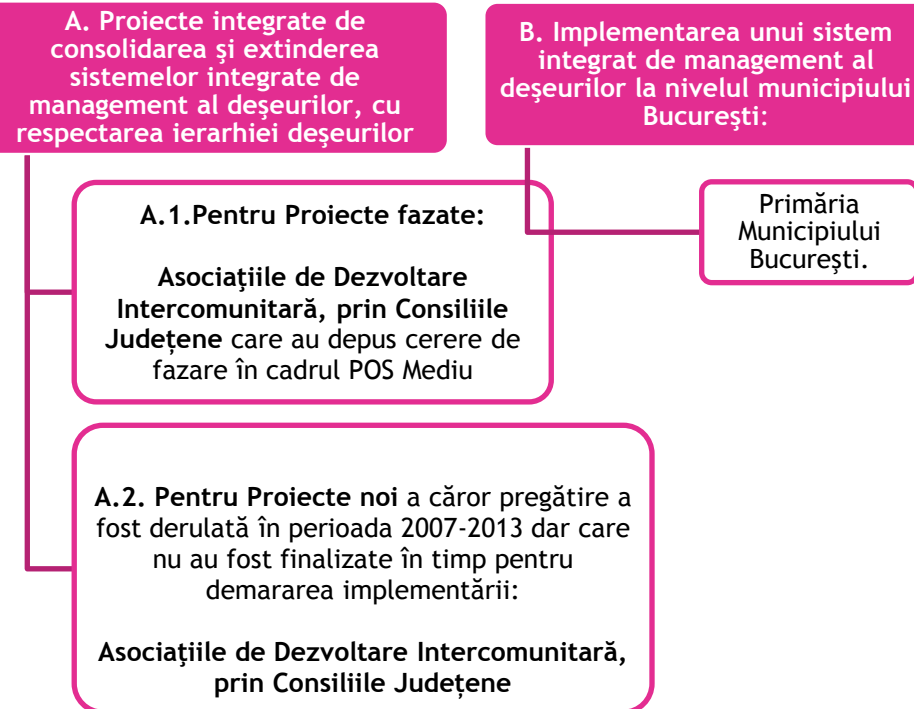 A. Proiecte integrate de
consolidarea şi extinderea
sistemelor integrate de
management al deşeurilor, cu
respectarea ierarhiei deşeurilor
B. Implementarea unui sistem
integrat de management al
deşeurilor la nivelul municipiului
Bucureşti:
A.1.Pentru Proiecte fazate:
Asociaţiile de Dezvoltare
Intercomunitară, prin Consiliile
Județene care au depus cerere de
fazare în cadrul POS Mediu
Primăria
Municipiului
Bucureşti.
A.2. Pentru Proiecte noi a căror pregătire a
fost derulată în perioada 2007-2013 dar care
nu au fost finalizate în timp pentru
demararea implementării:
Asociaţiile de Dezvoltare Intercomunitară,
prin Consiliile Județene